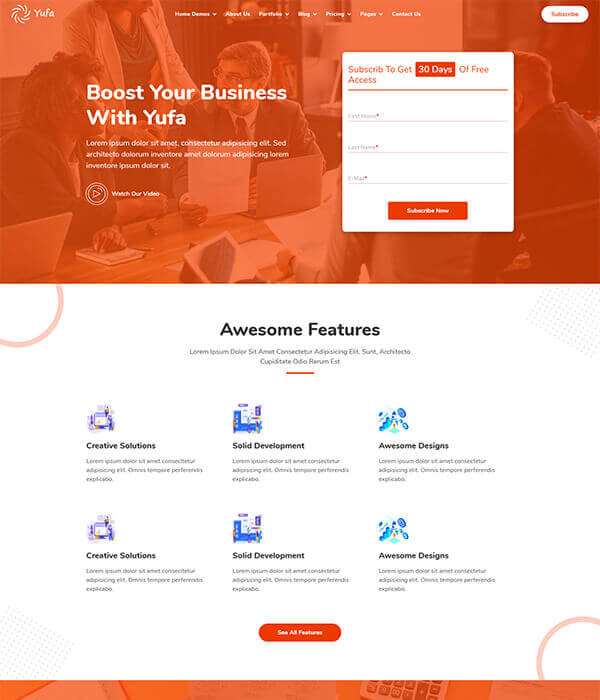 Yufa
Home Demos
About Us
Portfolio
Blog
Pricing
Pages
Contact Us
Subscribe
Boost Your Business
With Yufa
Lorem ipsum dolor sit amet, consectetur adipisicing elit. Sed
architecto dolorum inventore amet dolorum adipisicing lorem
inventore ipsum dolor sit.
Watch Our Video
Subscrib To Get 30 Days Of Free
Access
First Name*
Last Name*
E-Mail*
Subscribe Now
Awesome Features
Lorem Ipsum Dolor Sit Amet Consectetur Adipisicing Elit. Sunt, Architecto
Cupiditate Odio Rerum Est
Creative Solutions
Lorem ipsum dolor sit amet consectetur
adipisicing elit. Omnis tempore perferendis
explicabo.
Solid Development
Lorem ipsum dolor sit amet consectetur
adipisicing elit. Omnis tempore perferendis
explicabo.
Awesome Designs
Lorem ipsum dolor sit amet consectetur
adipisicing elit. Omnis tempore perferendis
explicabo.
Creative Solutions
Lorem ipsum dolor sit amet consectetur
adipisicing elit. Omnis tempore perferendis
explicabo.
Solid Development
Lorem ipsum dolor sit amet consectetur
adipisicing elit. Omnis tempore perferendis
explicabo.
Awesome Designs
Lorem ipsum dolor sit amet consectetur
adipisicing elit. Omnis tempore perferendis
explicabo.
See All Features